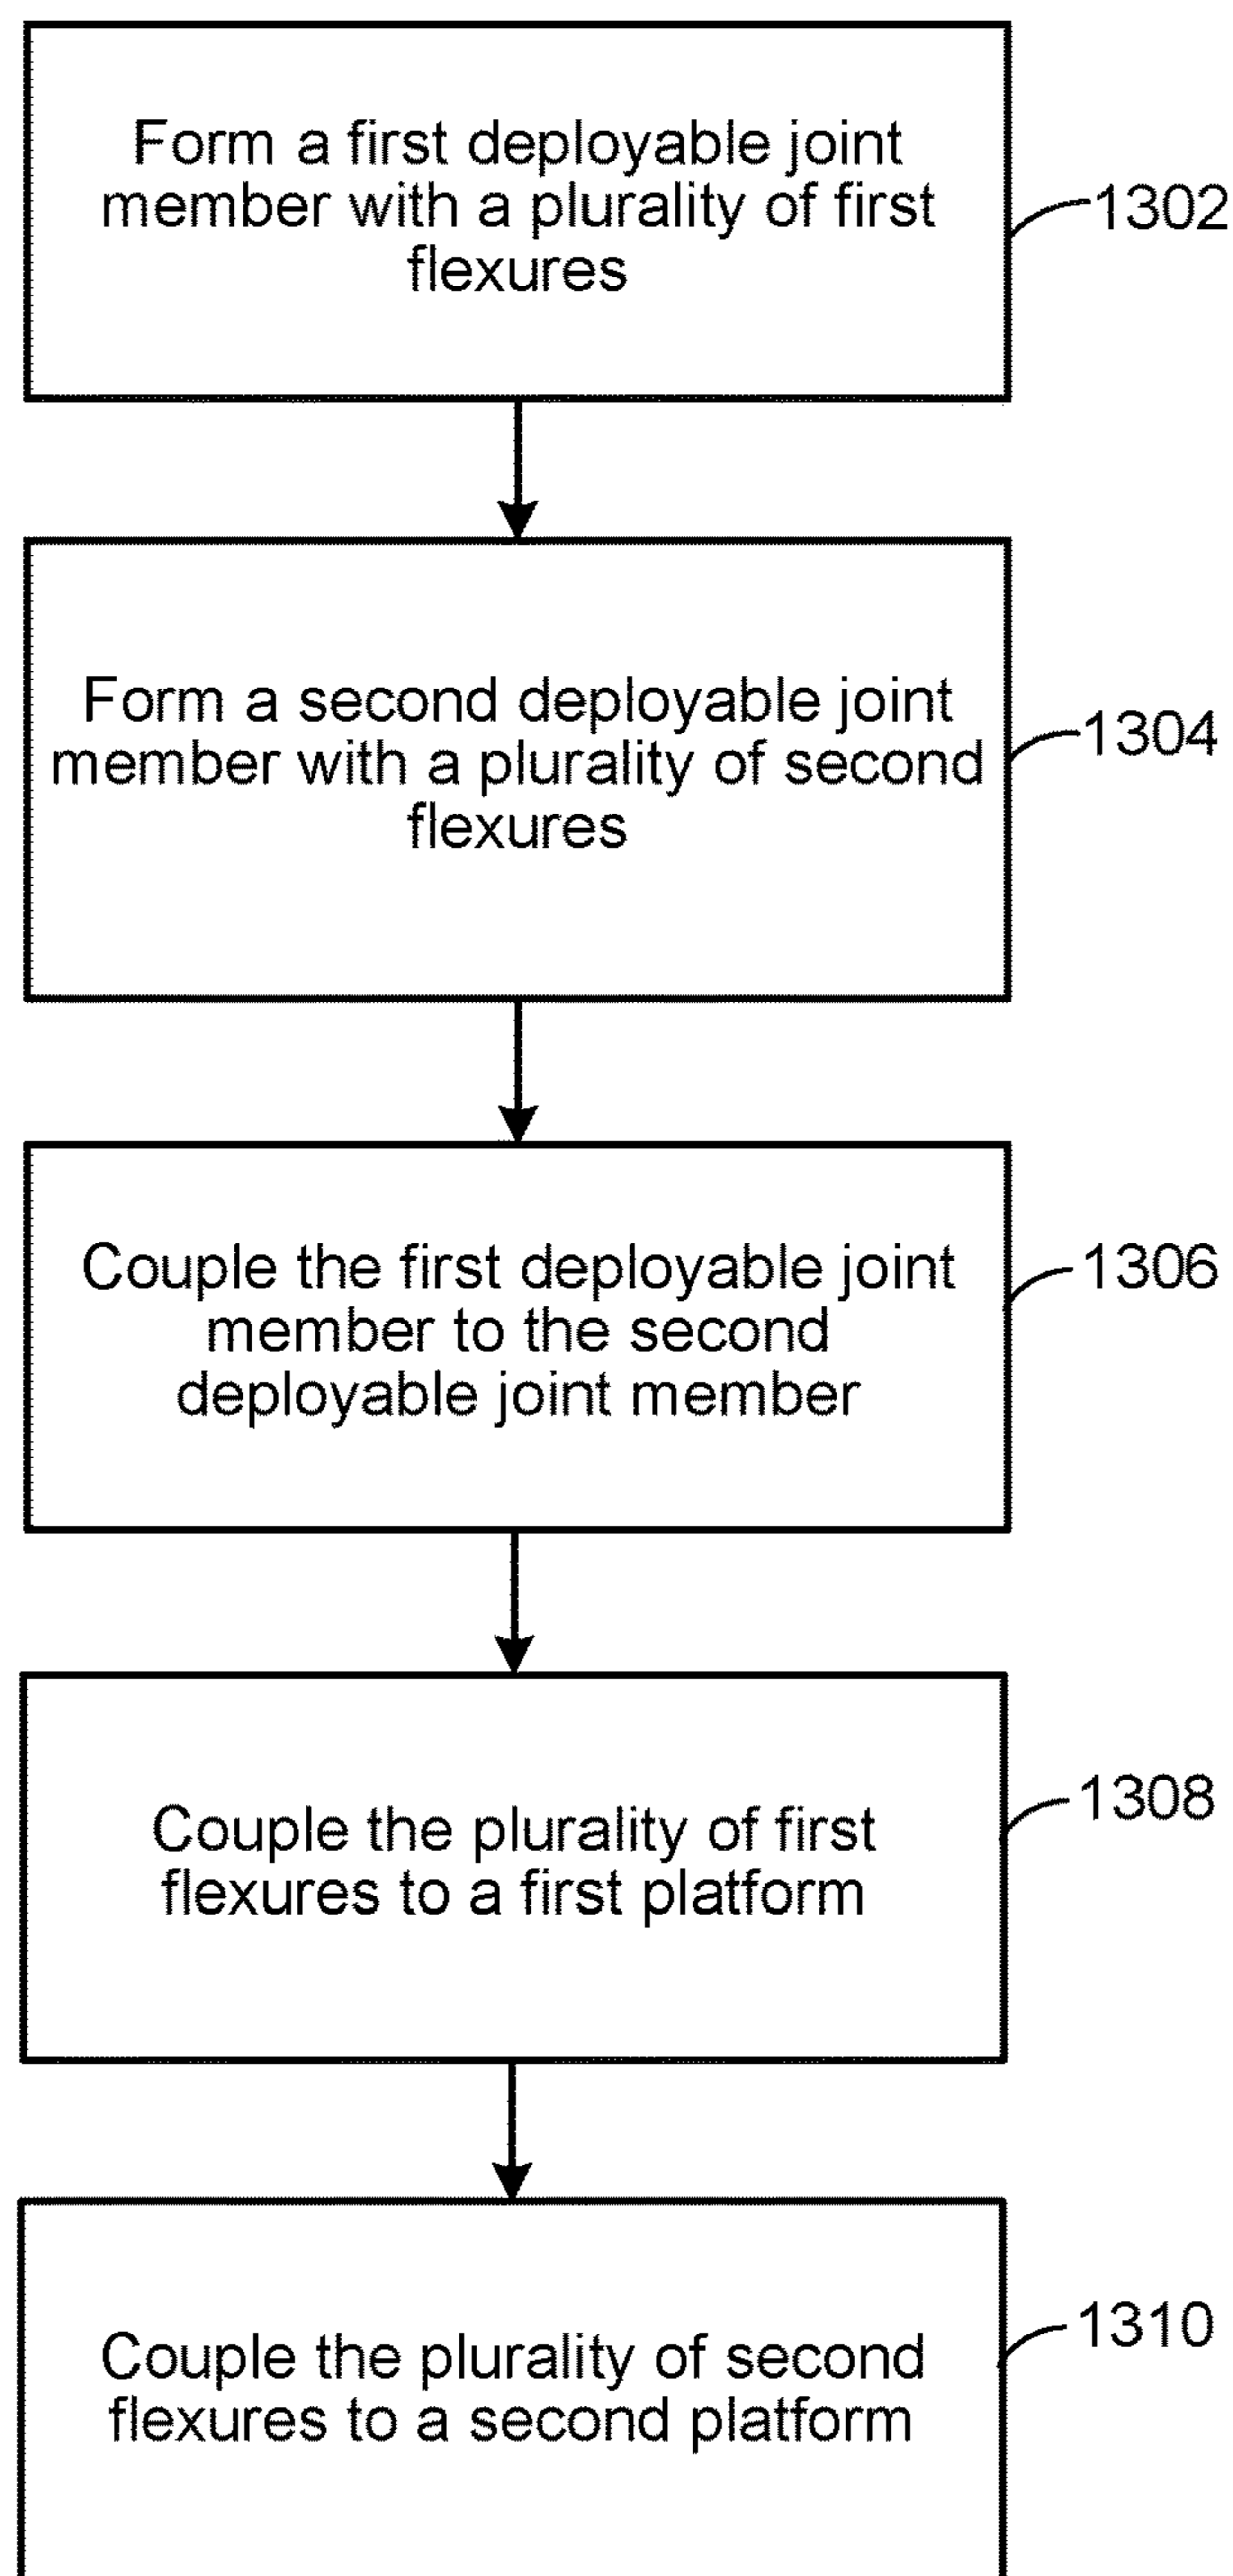 Form a first deployable joint
member with a plurality of first
flexures
1302
Form a second deployable joint
member with a plurality of second
flexures
1304
Couple the first deployable joint
member to the second
deployable joint member
1306
Couple the plurality of first
flexures to a first platform
1308
Couple the plurality of second
flexures to a second platform
1310